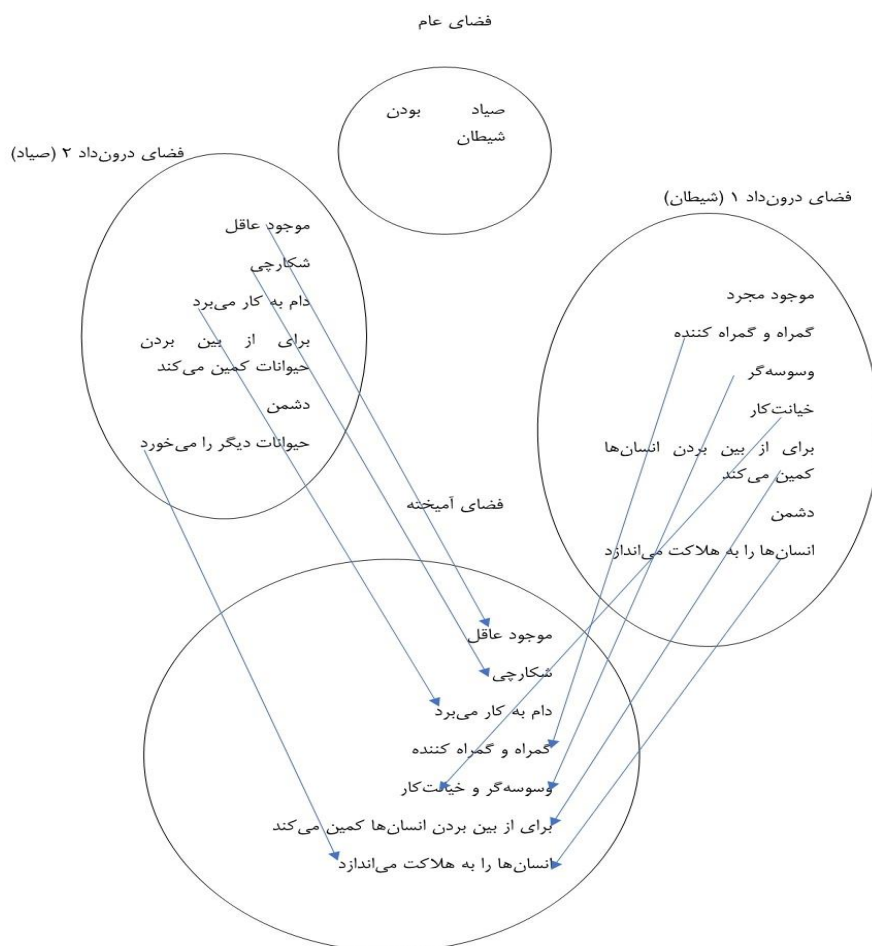 فضای عام
صیاد بودن
شیطان
فضای درون‌داد ۱ (شیطان)
موجود مجرد
گمراه و گمراه کننده
وسوسه‌گر
خیانت‌کار
برای از بین بردن انسان‌ها
کمین می‌کند
دشمن
انسان‌ها را به هلاکت می‌اندازد
فضای درون‌داد ۲ (صیاد)
موجود عاقل
شکارچی
دام به کار می‌برد
برای از بین بردن
حیوانات کمین می‌کند
دشمن
حیوانات دیگر را می‌خورد
فضای آمیخته
موجود عاقل
شکارچی
دام به کار می‌برد
گمراه و گمراه کننده
وسوسه‌گر و خیانت‌کار
برای از بین بردن انسان‌ها کمین می‌کند
انسان‌ها را به هلاکت می‌اندازد